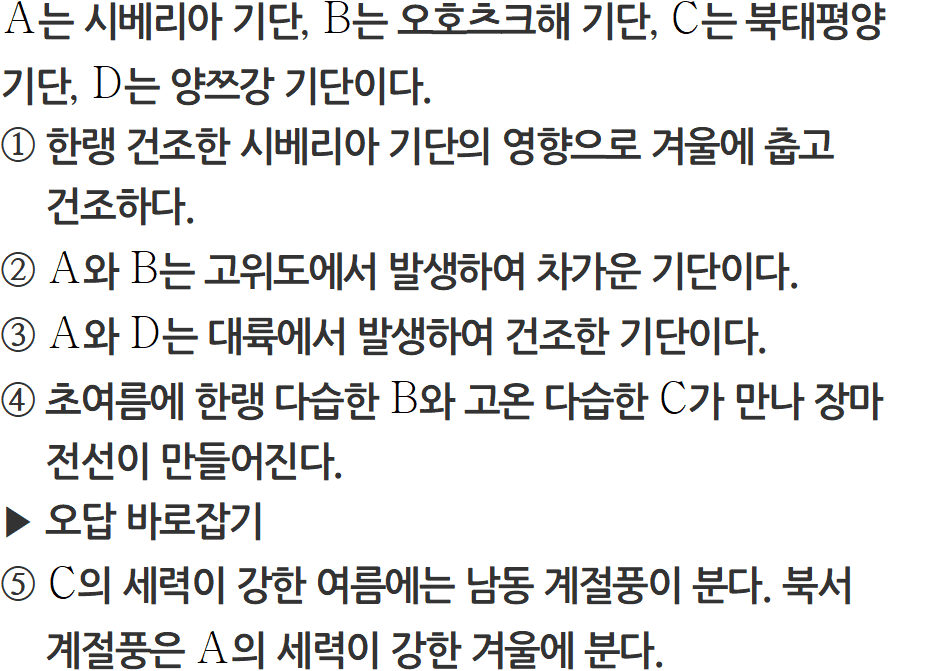 A는 시베리아 기단, B는 오호츠크해 기단, C는 북태평양
기단, D는 양쯔강 기단이다.
① 한랭 건조한 시베리아 기단의 영향으로 겨울에 춥고
건조하다.
② A와 B는 고위도에서 발생하여 차가운 기단이다.
③ A와 D는 대륙에서 발생하여 건조한 기단이다.
④ 초여름에 한랭 다습한 B와 고온 다습한 C가 만나 장마
전선이 만들어진다.
▶ 오답 바로잡기
⑤ C의 세력이 강한 여름에는 남동 계절풍이 분다. 북서
계절풍은 A의 세력이 강한 겨울에 분다.